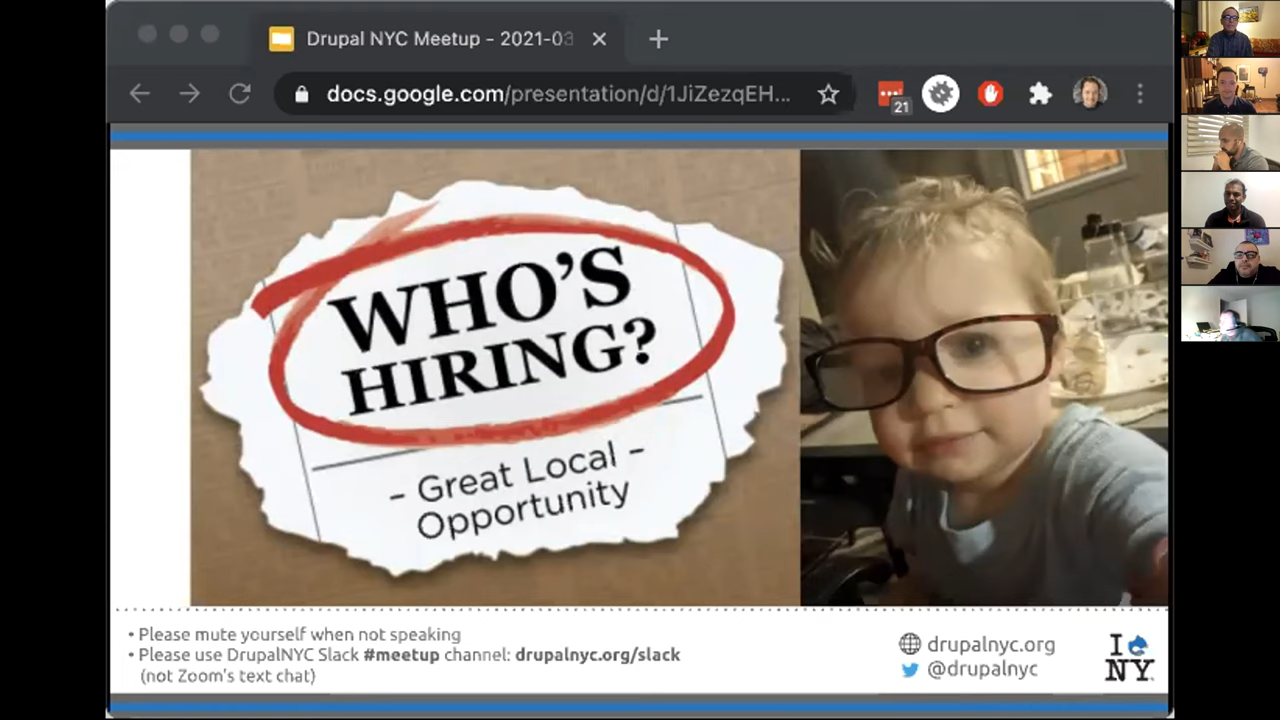 Drupal NYC Meetup - 2021-03
docs.google.com/presentation/d/1JiZezqEH...
21
WHO'S
HIRING?
- Great Local -
Opportunity
• Please mute yourself when not speaking
• Please use DrupalNYC Slack #meetup channel: drupalnyc.org/slack
(not Zoom's text chat)
drupalnyc.org
@drupalnyc
I
NY